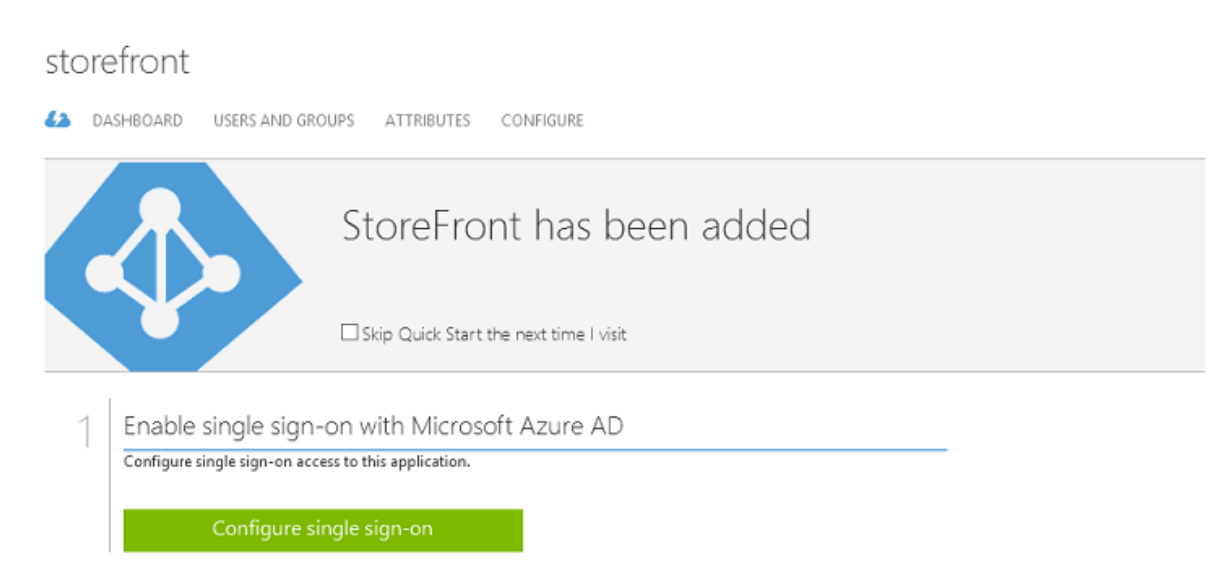 storefront
DASHBOARD USERS AND GROUPS ATTRIBUTES CONFIGURE
StoreFront has been added
Skip Quick Start the next time I visit
1 Enable single sign-on with Microsoft Azure AD
Configure single sign-on access to this application.
Configure single sign-on